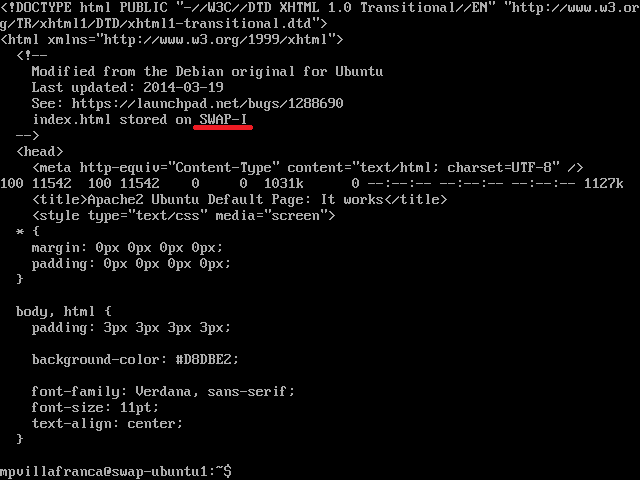 <!DOCTYPE html PUBLIC "-//W3C//DTD XHTML 1.0 Transitional//EN" "http://www.w3.or
g/TR/xhtml1/DTD/xhtml1-transitional.dtd">
<html xmlns="http://www.w3.org/1999/xhtml">
  <!--
    Modified from the Debian original for Ubuntu
    Last updated: 2014-03-19
    See: https://launchpad.net/bugs/1288690
    index.html stored on SWAP-I
  -->
  <head>
    <meta http-equiv="Content-Type" content="text/html; charset=UTF-8" />
100 11542  100 11542    0     0  1031k      0 --:--:-- --:--:-- --:--:-- 1127k
    <title>Apache2 Ubuntu Default Page: It works</title>
    <style type="text/css" media="screen">
  * {
    margin: 0px 0px 0px 0px;
    padding: 0px 0px 0px 0px;
  }
  body, html {
    padding: 3px 3px 3px 3px;
    background-color: #D8DBE2;
    font-family: Verdana, sans-serif;
    font-size: 11pt;
    text-align: center;
  }
mpvillafranca@swap-ubuntu1:~$